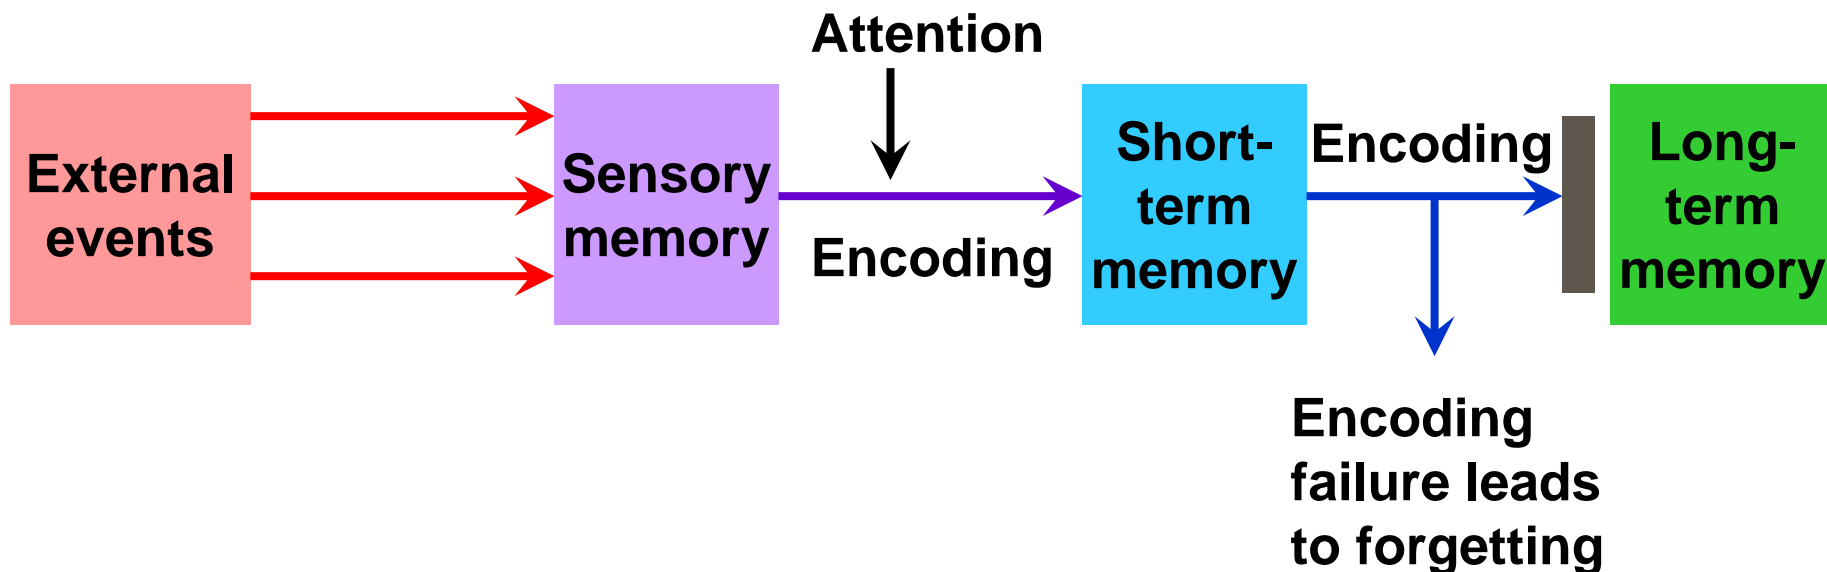 External
events
Sensory
memory
Attention
Encoding
Short-
term
memory
Encoding
Long-
term
memory
Encoding
failure leads
to forgetting